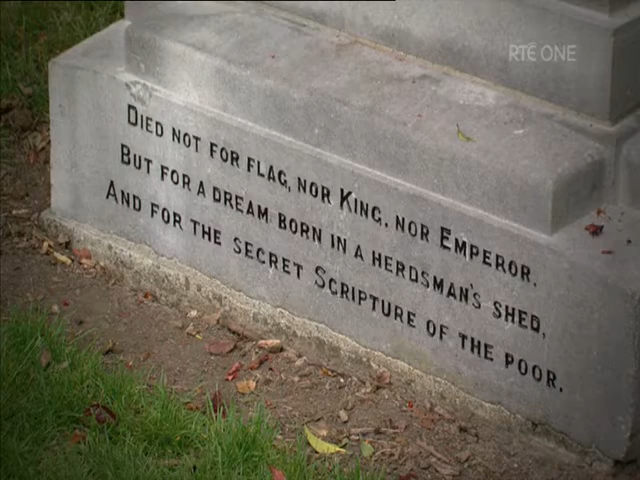 RTÉ ONE
DIED NOT FOR FLAG, NOR KING, NOR EMPEROR.
BUT FOR A DREAM BORN IN A HERDSMAN'S SHED,
AND FOR THE SECRET SCRIPTURE OF THE POOR.